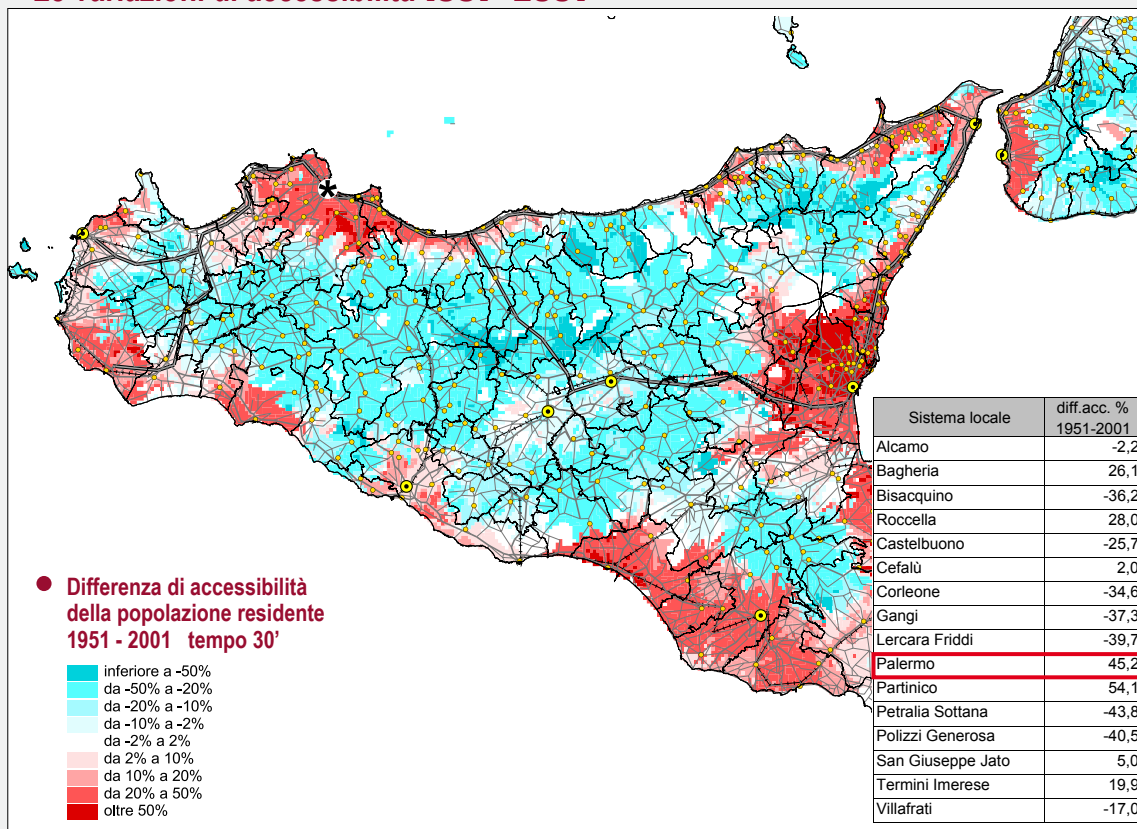 Differenza di accessibilità
della popolazione residente
1951 - 2001 tempo 30'
inferiore a -50%
da -50% a -20%
da -20% a -10%
da -10% a -2%
da -2% a 2%
da 2% a 10%
da 10% a 20%
da 20% a 50%
oltre 50%
Sistema locale diff.acc. %
1951-2001
Alcamo -2,2
Bagheria 26,1
Bisacquino -36,2
Roccella 28,0
Castelbuono -25,7
Cefalù 2,0
Corleone -34,6
Gangi -37,3
Lercara Friddi -39,7
Palermo 45,2
Partinico 54,1
Petralia Sottana -43,8
Polizzi Generosa -40,5
San Giuseppe Jato 5,0
Termini Imerese 19,9
Villafrati -17,0